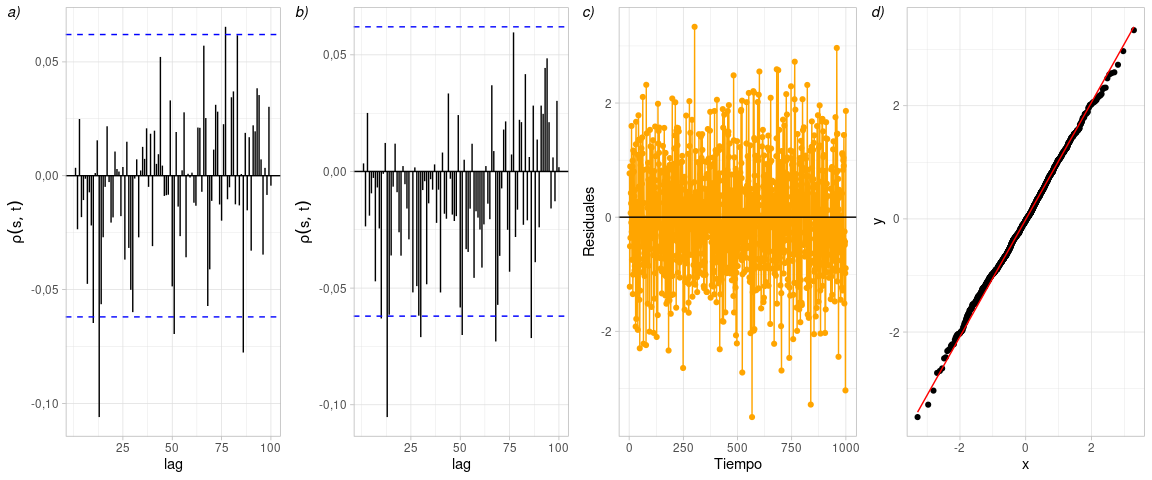 a)
0,05
0,00
-0,05
-0,10
ρ(s, t)
25 50 75 100
lag
b)
0,05
0,00
-0,05
-0,10
ρ(s, t)
25 50 75 100
lag
c)
2
0
-2
Residuales
0 250 500 750 1000
Tiempo
d)
2
0
-2
y
-2 0 2
x